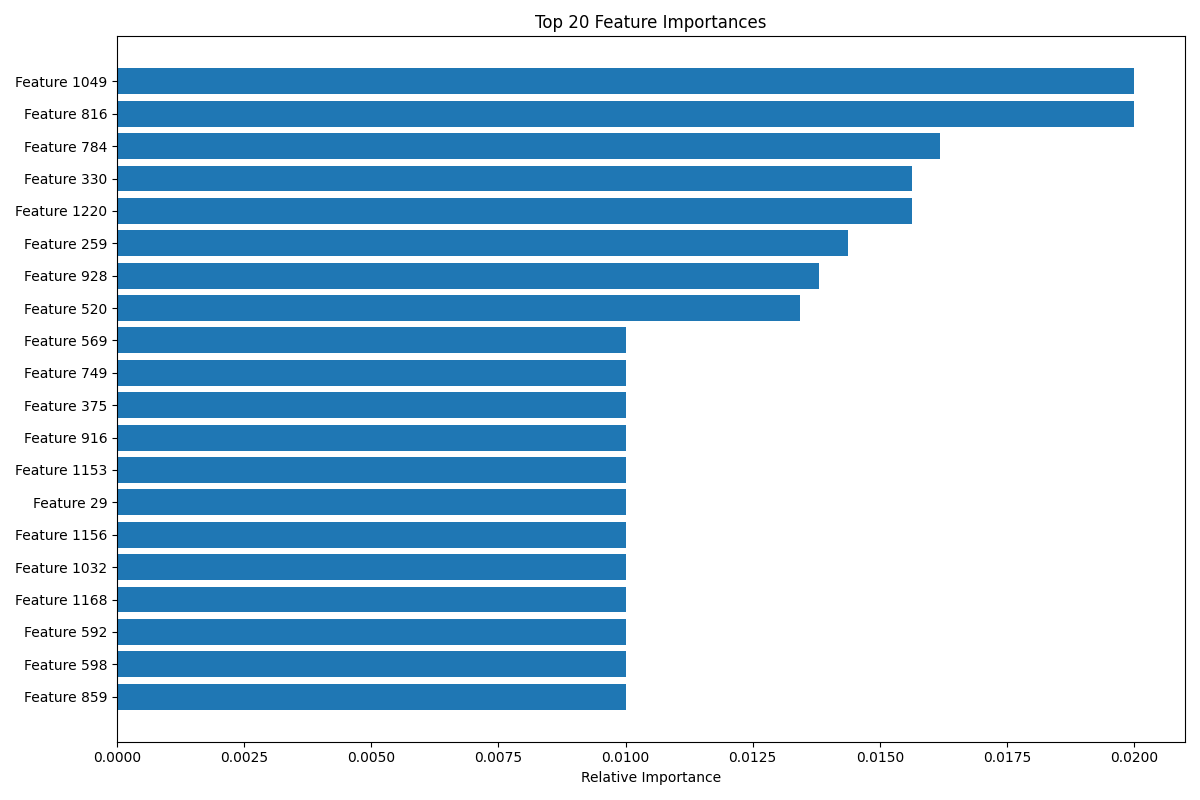 Top 20 Feature Importances
Feature 1049
Feature 816
Feature 784
Feature 330
Feature 1220
Feature 259
Feature 928
Feature 520
Feature 569
Feature 749
Feature 375
Feature 916
Feature 1153
Feature 29
Feature 1156
Feature 1032
Feature 1168
Feature 592
Feature 598
Feature 859
0.0000 0.0025 0.0050 0.0075 0.0100 0.0125 0.0150 0.0175 0.0200
Relative Importance